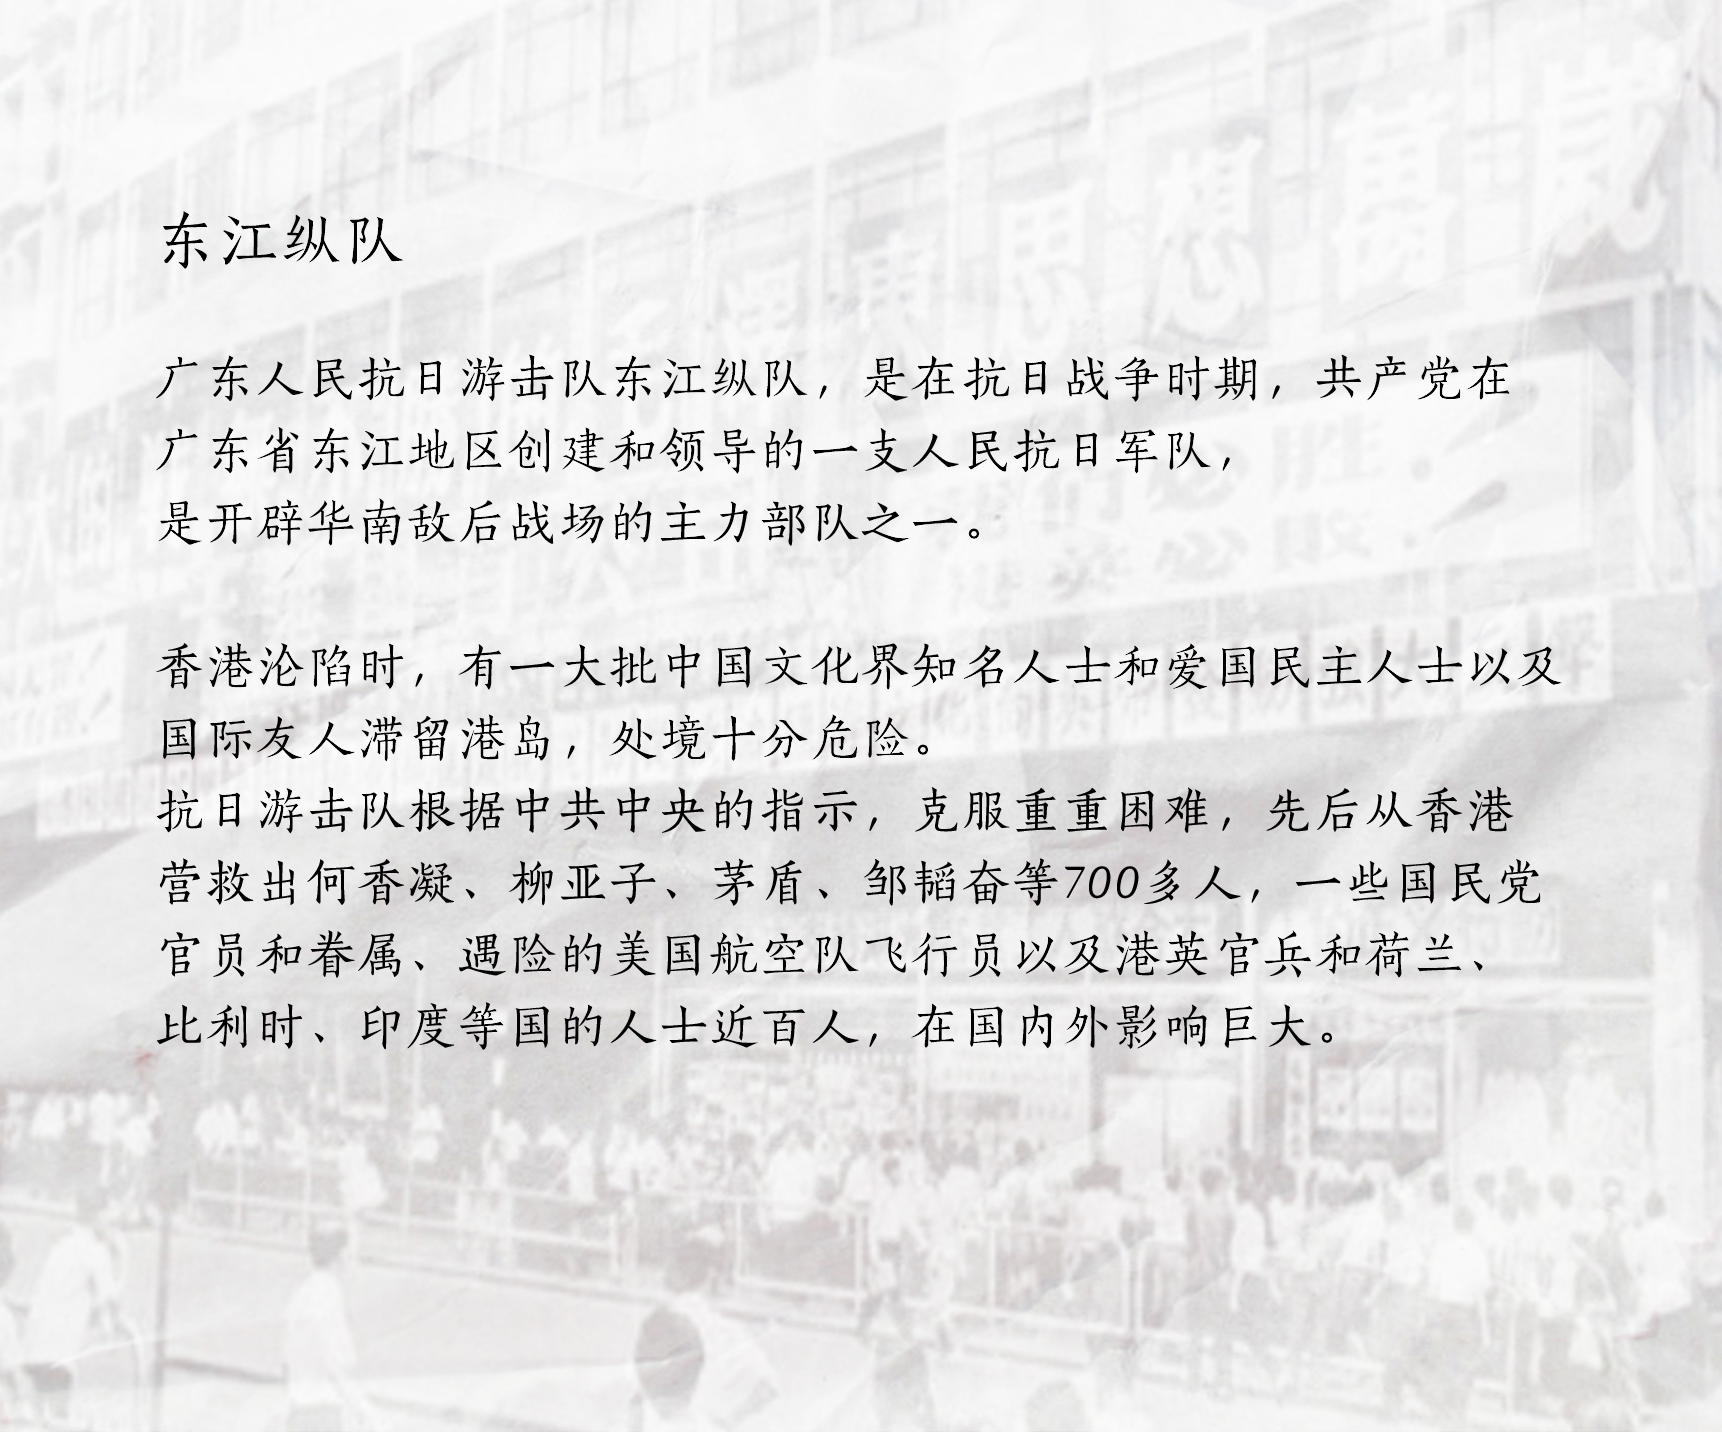 东江纵队
广东人民抗日游击队东江纵队，是在抗日战争时期，共产党在
广东省东江地区创建和领导的一支人民抗日军队，
是开辟华南敌后战场的主力部队之一。
香港沦陷时，有一大批中国文化界知名人士和爱国民主人士以及
国际友人滞留港岛，处境十分危险。
抗日游击队根据中共中央的指示，克服重重困难，先后从香港
营救出何香凝、柳亚子、茅盾、邹韬奋等700多人，一些国民党
官员和眷属、遇险的美国航空队飞行员以及港英官兵和荷兰、
比利时、印度等国的人士近百人，在国内外影响巨大。
思想萬歲